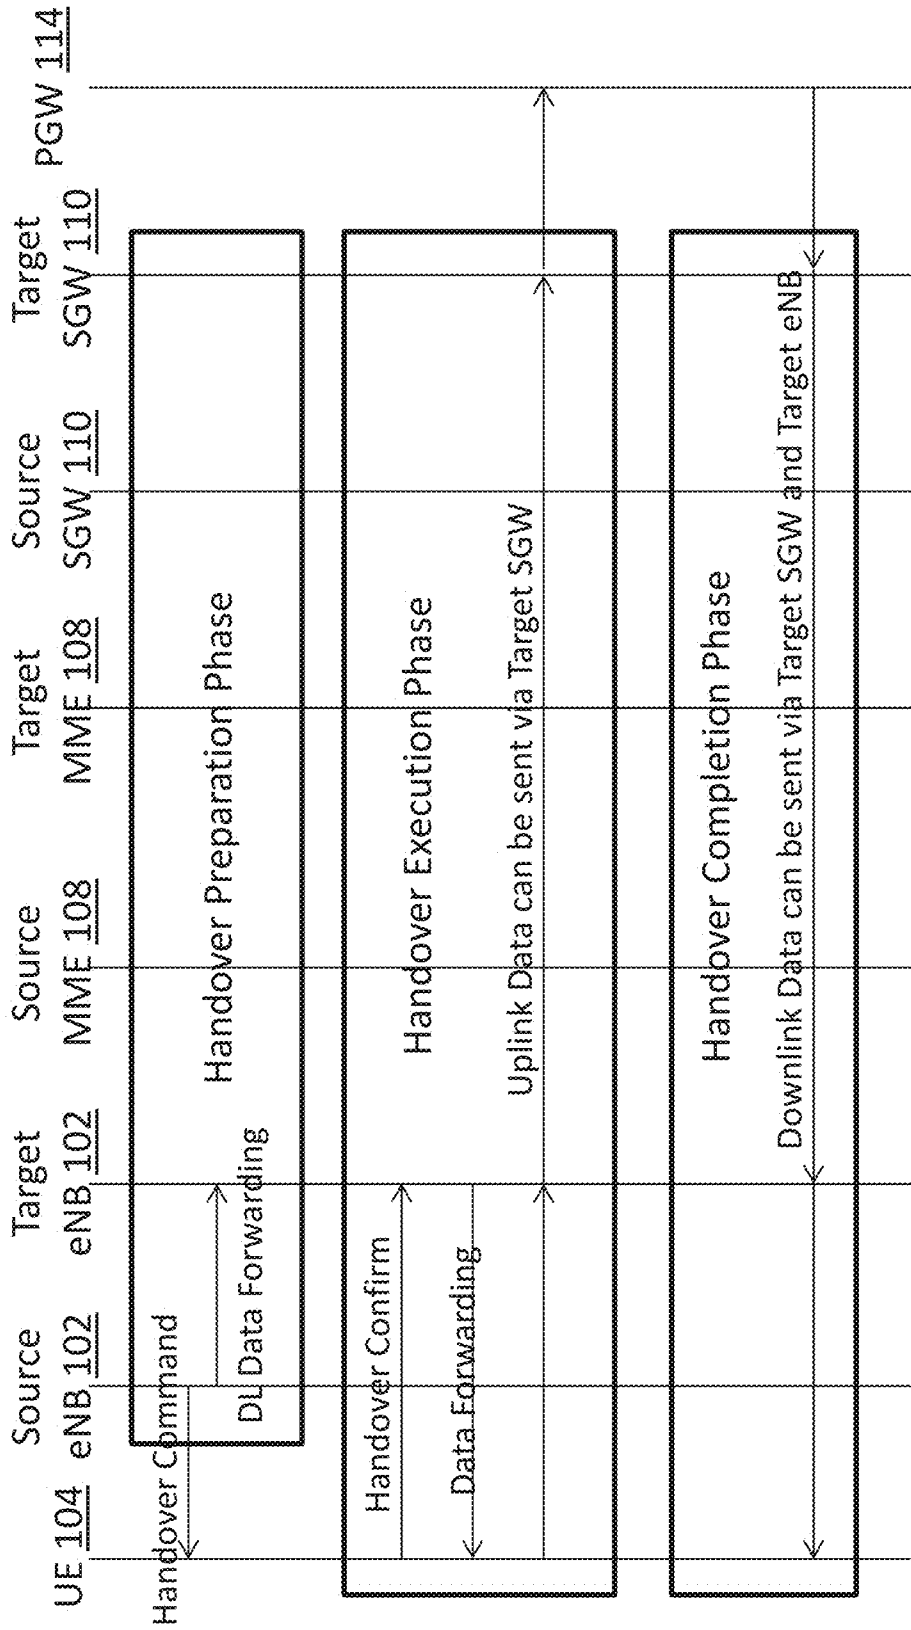 UE 104
Source
eNB 102
Target
eNB 102
Source
MME 108
Target
MME 108
Source
SGW 110
Target
SGW 110
PGW 114
Handover Command
Handover Preparation Phase
DL Data Forwarding
Handover Confirm
Handover Execution Phase
Data Forwarding
Uplink Data can be sent via Target SGW
Handover Completion Phase
Downlink Data can be sent via Target SGW and Target eNB